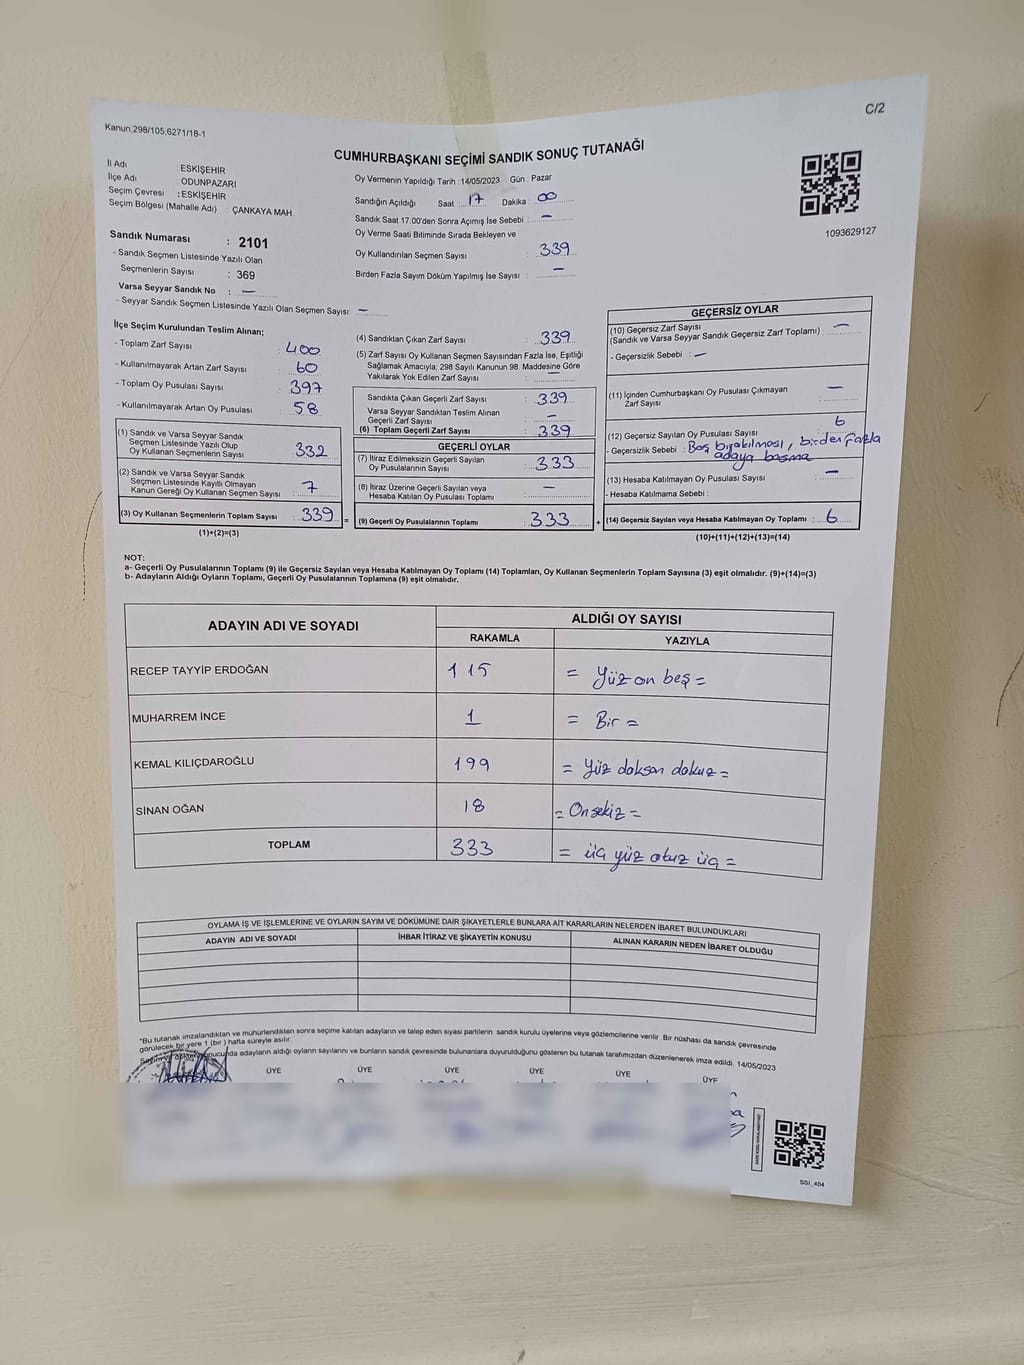 C/2
Kanun.298/105,6271/18-1
CUMHURBAŞKANI SEÇİMİ SANDIK SONUÇ TUTANAĞI
İl Adı : ESKİŞEHİR
İlçe Adı : ODUNPAZARI
Seçim Çevresi : ESKİŞEHİR
Seçim Bölgesi (Mahalle Adı) : ÇANKAYA MAH.
Sandık Numarası : 2101
- Sandık Seçmen Listesinde Yazılı Olan
Seçmenlerin Sayısı : 369
Varsa Seyyar Sandık No : —
- Seyyar Sandık Seçmen Listesinde Yazılı Olan Seçmen Sayısı: —
Oy Vermenin Yapıldığı Tarih :14/05/2023 Gün : Pazar
Sandığın Açıldığı Saat : 17 Dakika : 00
Sandık Saat 17.00'den Sonra Açımış İse Sebebi : —
Oy Verme Saati Bitiminde Sırada Bekleyen ve
Oy Kullandırılan Seçmen Sayısı : 339
Birden Fazla Sayım Döküm Yapılmış İse Sayısı : —
1093629127
İlçe Seçim Kurulundan Teslim Alınan;
- Toplam Zarf Sayısı : 400
- Kullanılmayarak Artan Zarf Sayısı : 60
- Toplam Oy Pusulası Sayısı : 397
- Kullanılmayarak Artan Oy Pusulası : 58
(1) Sandık ve Varsa Seyyar Sandık
Seçmen Listesinde Yazılı Olup
Oy Kullanan Seçmenlerin Sayısı : 332
(2) Sandık ve Varsa Seyyar Sandık
Seçmen Listesinde Kayıtlı Olmayan
Kanun Gereği Oy Kullanan Seçmen Sayısı : 7
(3) Oy Kullanan Seçmenlerin Toplam Sayısı : 339 =
(1)+(2)=(3)
(4) Sandıktan Çıkan Zarf Sayısı : 339
(5) Zarf Sayısı Oy Kullanan Seçmen Sayısından Fazla İse, Eşitliği
Sağlamak Amacıyla; 298 Sayılı Kanunun 98. Maddesine Göre
Yakılarak Yok Edilen Zarf Sayısı : —
Sandıkta Çıkan Geçerli Zarf Sayısı : 339
Varsa Seyyar Sandıktan Teslim Alınan
Geçerli Zarf Sayısı : —
(6) Toplam Geçerli Zarf Sayısı : 339
GEÇERLİ OYLAR
(7) İtiraz Edilmeksizin Geçerli Sayılan
Oy Pusulalarının Sayısı : 333
(8) İtiraz Üzerine Geçerli Sayılan veya
Hesaba Katılan Oy Pusulası Toplamı : —
(9) Geçerli Oy Pusulalarının Toplamı : 333 +
GEÇERSİZ OYLAR
(10) Geçersiz Zarf Sayısı
(Sandık ve Varsa Seyyar Sandık Geçersiz Zarf Toplamı) : —
- Geçersizlik Sebebi : —
(11) İçinden Cumhurbaşkanı Oy Pusulası Çıkmayan
Zarf Sayısı : —
(12) Geçersiz Sayılan Oy Pusulası Sayısı : 6
- Geçersizlik Sebebi : Boş bırakılması, birden fazla
adaya basma
(13) Hesaba Katılmayan Oy Pusulası Sayısı : —
- Hesaba Katılmama Sebebi :
(14) Geçersiz Sayılan veya Hesaba Katılmayan Oy Toplamı : 6
(10)+(11)+(12)+(13)=(14)
NOT:
a- Geçerli Oy Pusulalarının Toplamı (9) ile Geçersiz Sayılan veya Hesaba Katılmayan Oy Toplamı (14) Toplamları, Oy Kullanan Seçmenlerin Toplam Sayısına (3) eşit olmalıdır. (9)+(14)=(3)
b- Adayların Aldığı Oyların Toplamı, Geçerli Oy Pusulalarının Toplamına (9) eşit olmalıdır.
ADAYIN ADI VE SOYADI ALDIĞI OY SAYISI
RAKAMLA YAZIYLA
RECEP TAYYİP ERDOĞAN 115 = Yüz on beş =
MUHARREM İNCE 1 = Bir =
KEMAL KILIÇDAROĞLU 199 = Yüz doksan dokuz =
SİNAN OĞAN 18 = On sekiz =
TOPLAM 333 = üç yüz otuz üç =
OYLAMA İŞ VE İŞLEMLERİNE VE OYLARIN SAYIM VE DÖKÜMÜNE DAİR ŞİKAYETLERLE BUNLARA AİT KARARLARIN NELERDEN İBARET BULUNDUKLARI
ADAYIN ADI VE SOYADI İHBAR İTİRAZ VE ŞİKAYETİN KONUSU ALINAN KARARIN NEDEN İBARET OLDUĞU
"Bu tutanak imzalandıktan ve mühürlendikten sonra seçime katılan adayların ve talep eden siyasi partilerin sandık kurulu üyelerine veya gözlemcilerine verilir. Bir nüshası da sandık çevresinde
görülecek bir yere 1 (bir ) hafta süreyle asılır.
adayların aldığı oyların sayılarını ve bunların sandık çevresinde bulunanlara duyurulduğunu gösteren bu tutanak tarafımızdan düzenlenerek imza edildi. 14/05/2023
ÜYE ÜYE ÜYE ÜYE ÜYE ÜYE
SSI_404